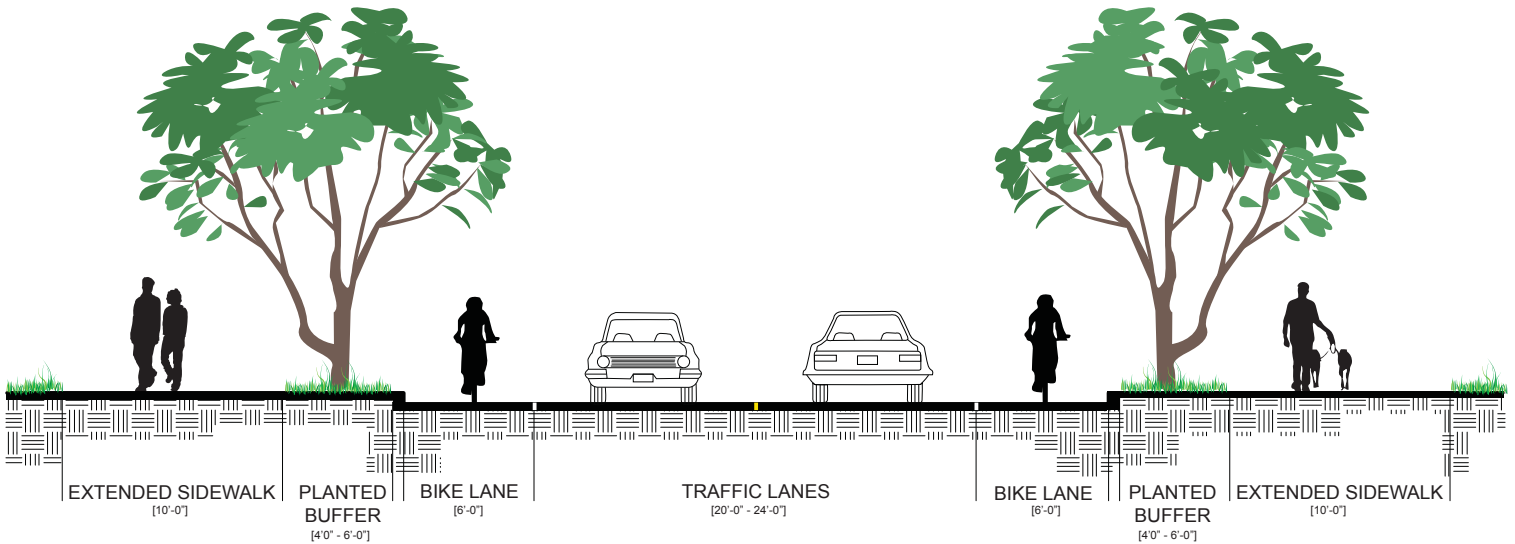 EXTENDED SIDEWALK
[10'-0"]
PLANTED
BUFFER
[4'0" - 6'-0"]
BIKE LANE
[6'-0"]
TRAFFIC LANES
[20'-0" - 24'-0"]
BIKE LANE
[6'-0"]
PLANTED
BUFFER
[4'0" - 6'-0"]
EXTENDED SIDEWALK
[10'-0"]